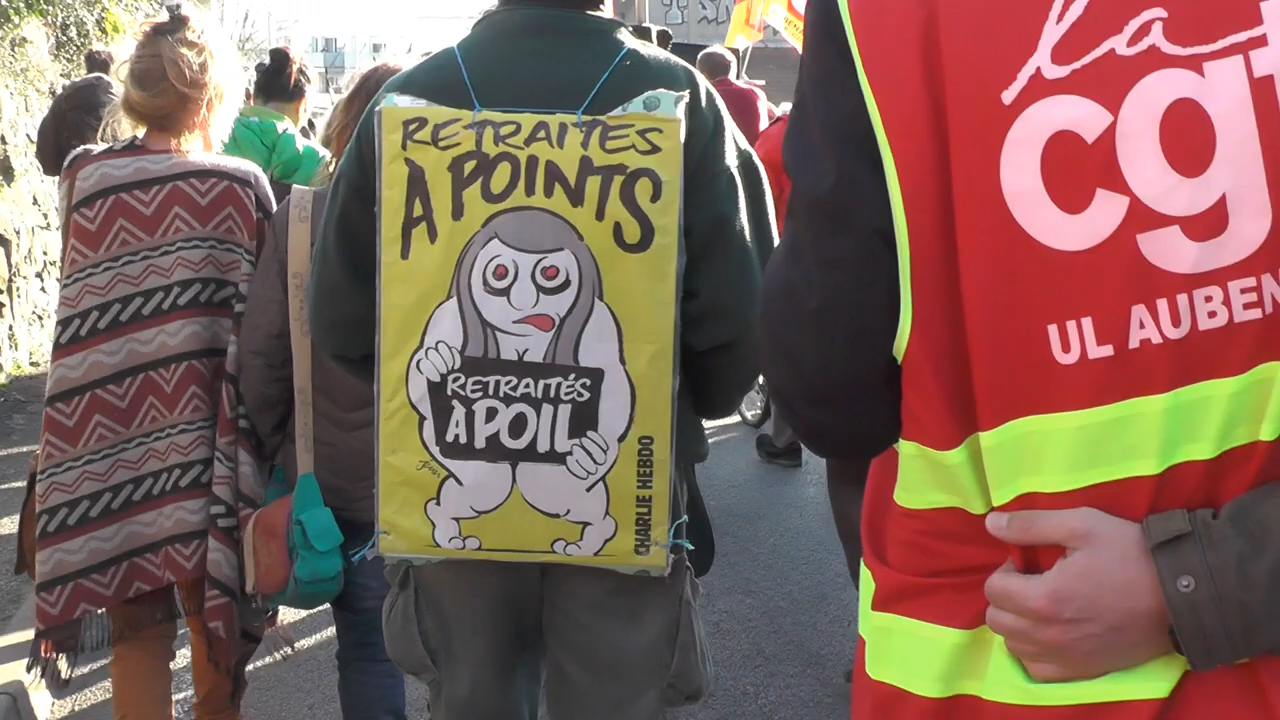 RETRAITES
À POINTS
RETRAITÉS
À POIL
CHARLIE HEBDO
la
cgt
UL AUBEN